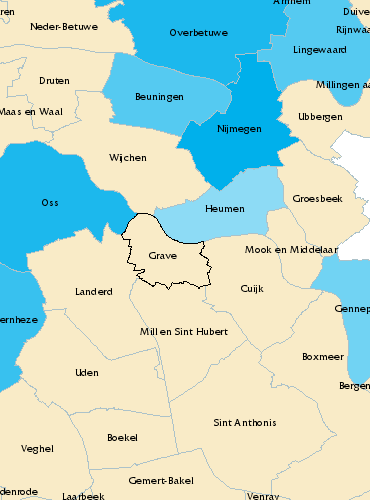 Arnhem
ren
Duiven
Neder-Betuwe
Overbetuwe
Rijnwaa
Lingewaard
Druten
Millingen aa
Beuningen
Maas en Waal
Ubbergen
Nijmegen
Wijchen
Groesbeek
Oss
Heumen
Mook en Middelaar
Grave
Landerd
Cuijk
Gennep
ernheze
Mill en Sint Hubert
Boxmeer
Uden
Bergen
Sint Anthonis
Boekel
Veghel
Gemert-Bakel
odenrode
Laarbeek
Venray